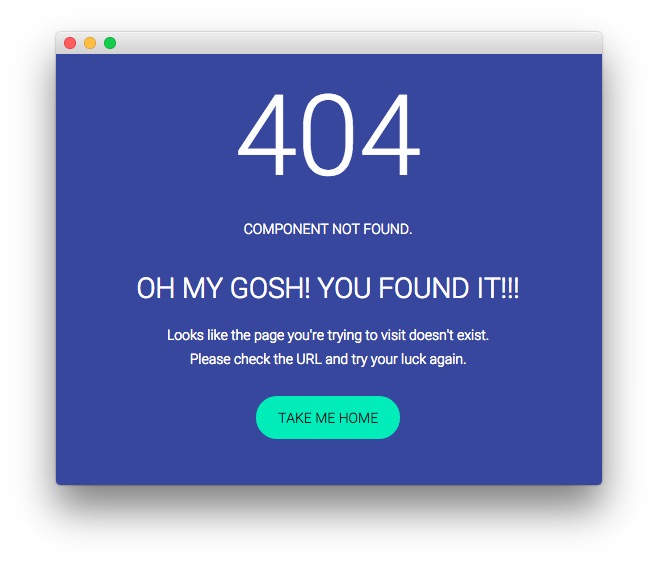 404
COMPONENT NOT FOUND.
OH MY GOSH! YOU FOUND IT!!!
Looks like the page you're trying to visit doesn't exist.
Please check the URL and try your luck again.
TAKE ME HOME